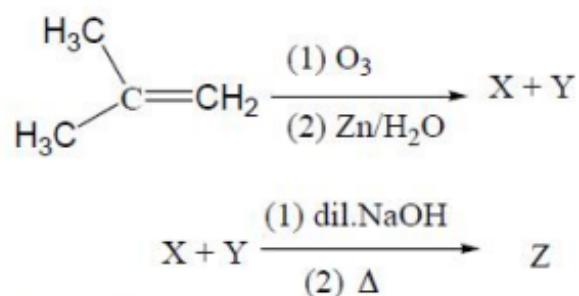 H₃C
(1) O₃
C=CH₂ X + Y
H₃C (2) Zn/H₂O
(1) dil.NaOH
X + Y Z
(2) Δ